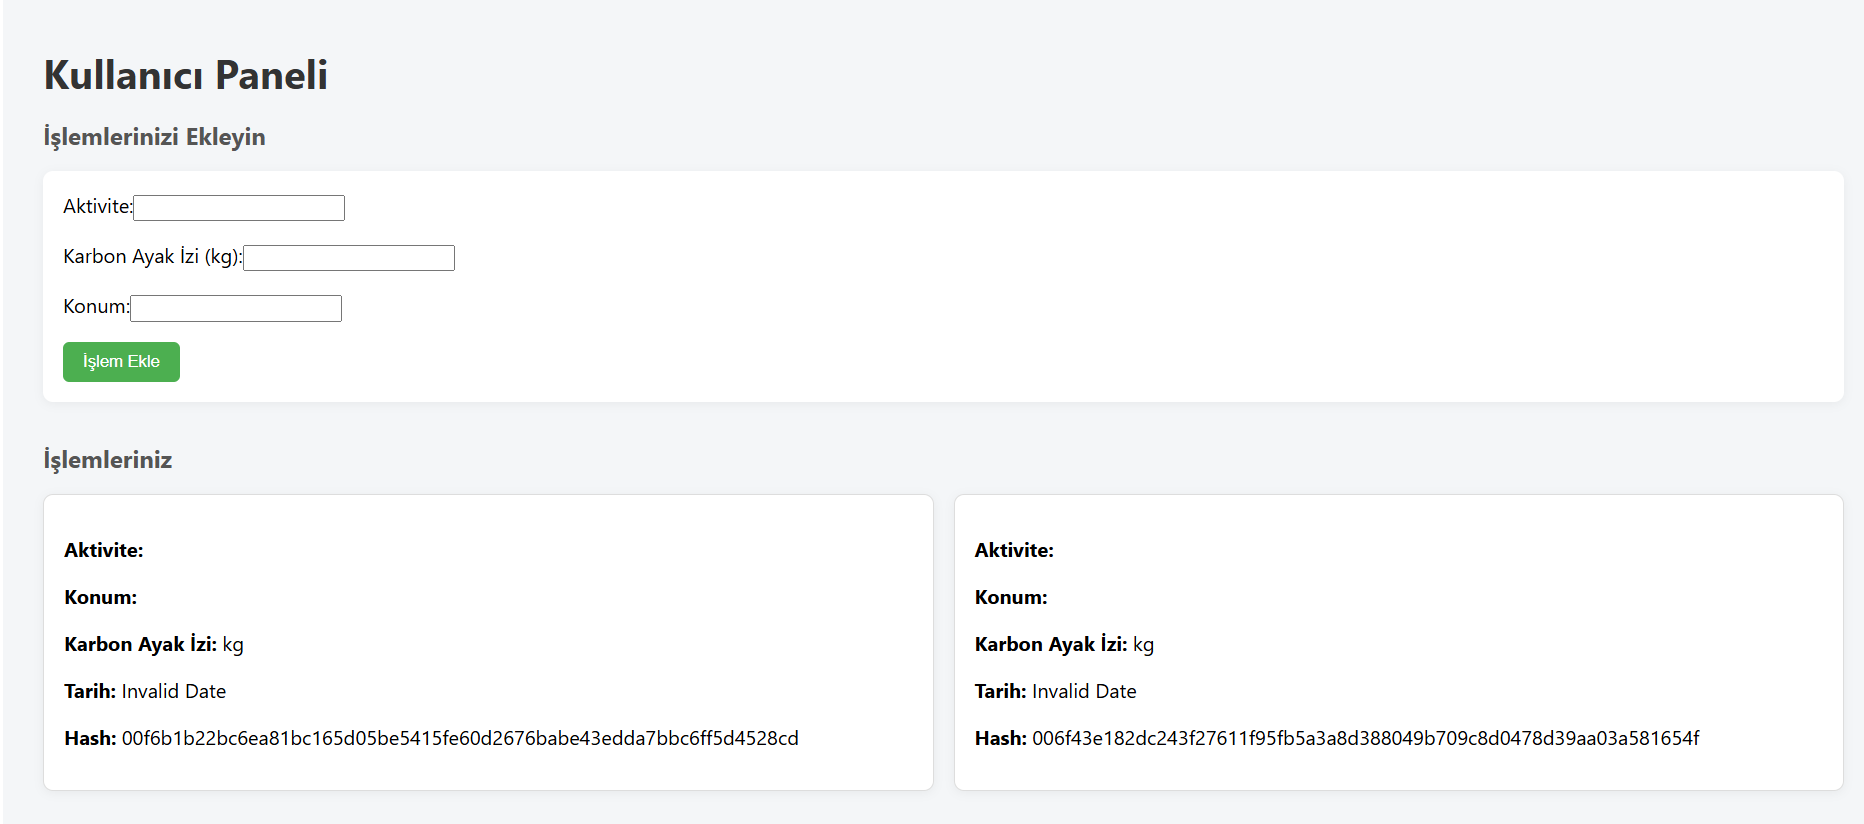 Kullanıcı Paneli
İşlemlerinizi Ekleyin
Aktivite:
Karbon Ayak İzi (kg):
Konum:
İşlem Ekle
İşlemleriniz
Aktivite:
Konum:
Karbon Ayak İzi: kg
Tarih: Invalid Date
Hash: 00f6b1b22bc6ea81bc165d05be5415fe60d2676babe43edda7bbc6ff5d4528cd
Aktivite:
Konum:
Karbon Ayak İzi: kg
Tarih: Invalid Date
Hash: 006f43e182dc243f27611f95fb5a3a8d388049b709c8d0478d39aa03a581654f